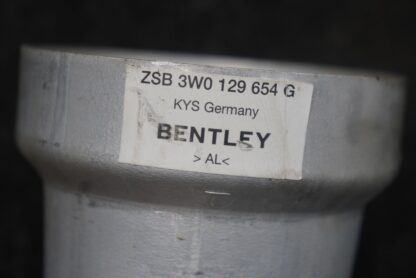 ZSB 3W0 129 654 G
KYS Germany
BENTLEY
> AL <